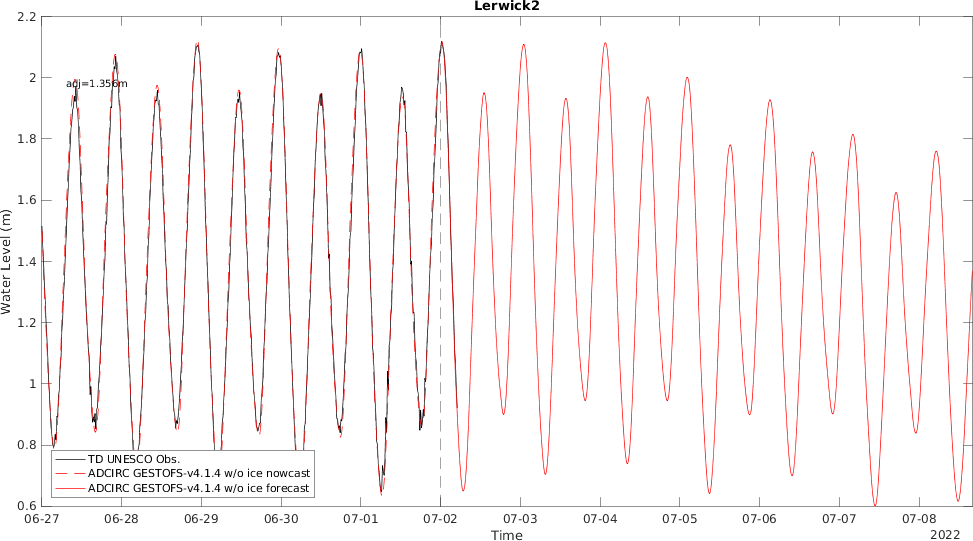 Lerwick2
2.2
2
1.8
1.6
1.4
1.2
1
0.8
0.6
Water Level (m)
adj=1.356m
TD UNESCO Obs.
ADCIRC GESTOFS-v4.1.4 w/o ice nowcast
ADCIRC GESTOFS-v4.1.4 w/o ice forecast
06-27 06-28 06-29 06-30 07-01 07-02 07-03 07-04 07-05 07-06 07-07 07-08
2022
Time